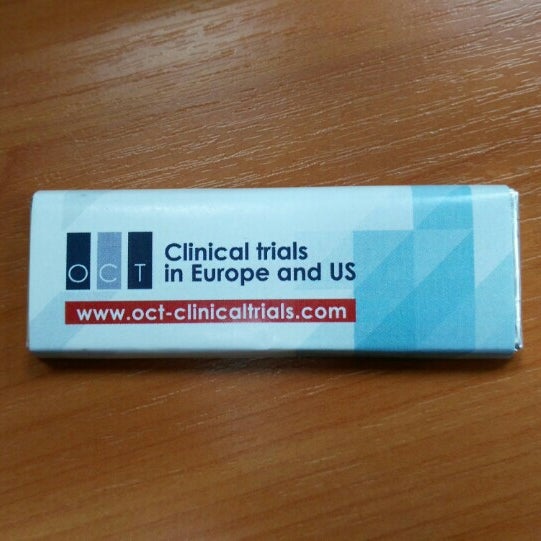 OCT
Clinical trials
in Europe and US
www.oct-clinicaltrials.com